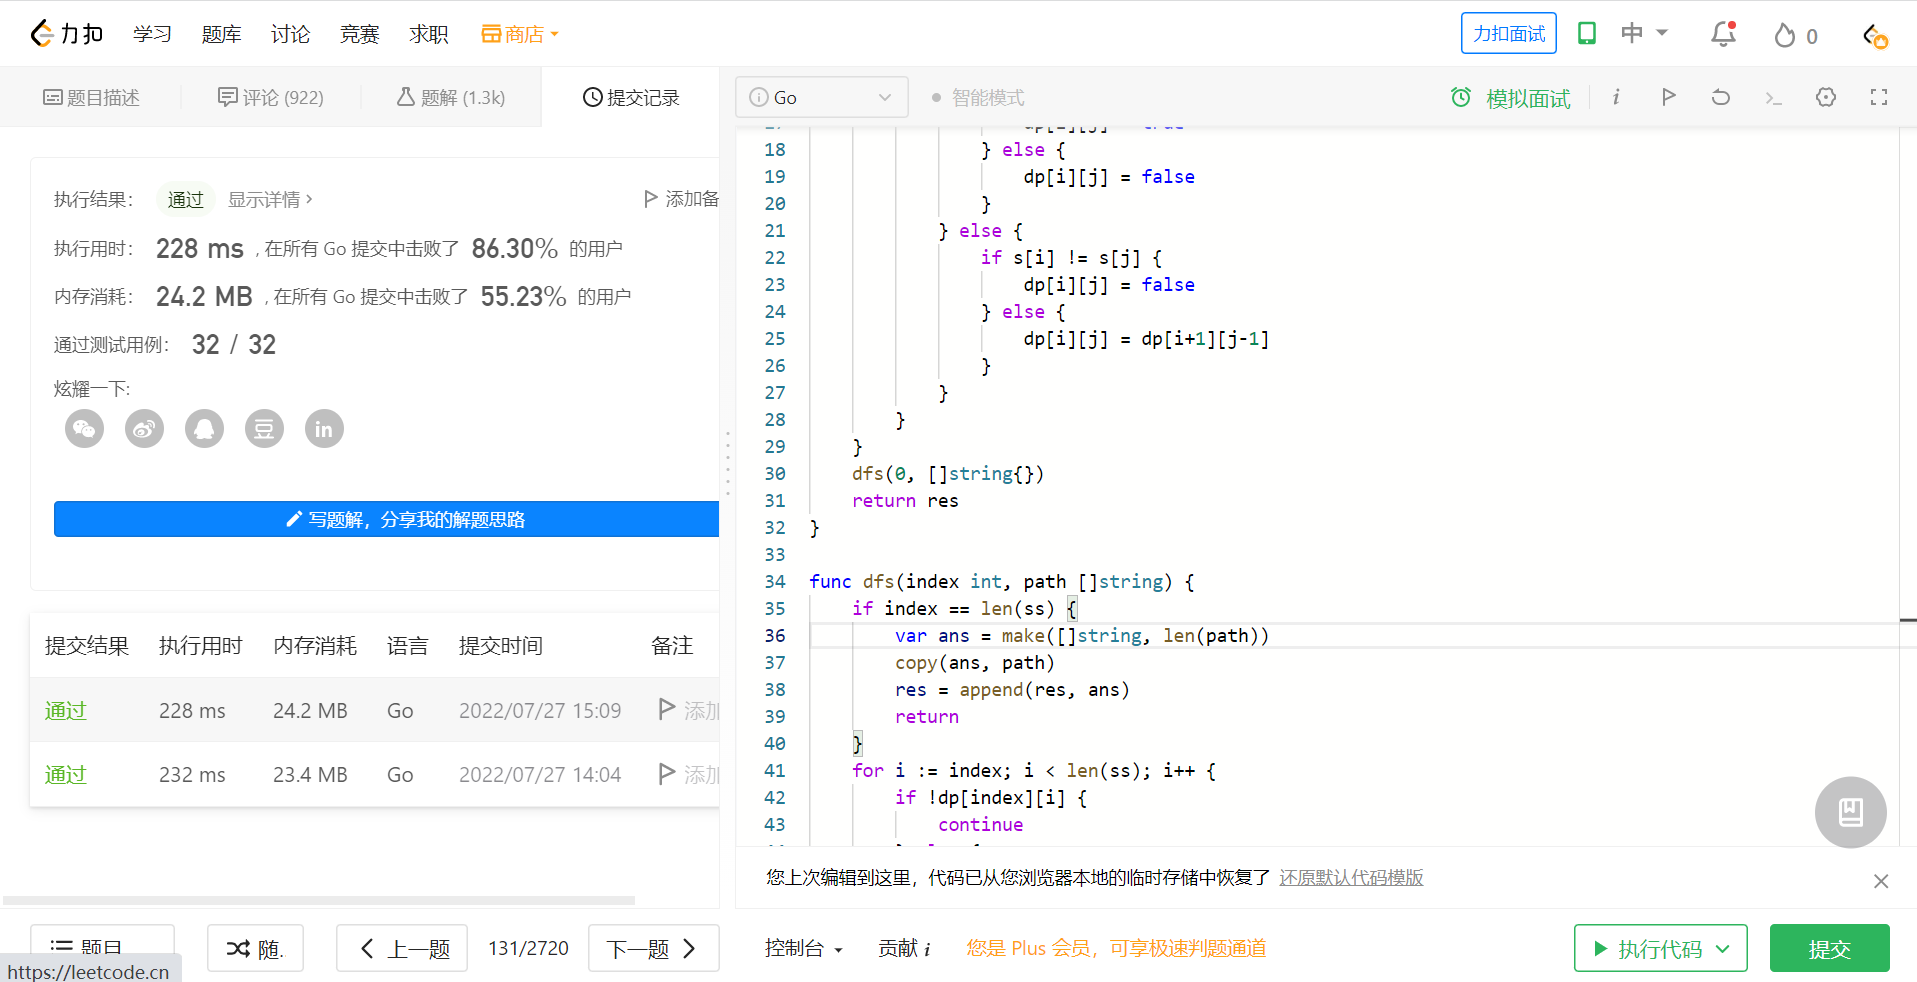 力扣 学习 题库 讨论 竞赛 求职 商店 力扣面试 中 0
题目描述 评论 (922) 题解 (1.3k) 提交记录
执行结果： 通过 显示详情 > 添加备
执行用时： 228 ms , 在所有 Go 提交中击败了 86.30% 的用户
内存消耗： 24.2 MB , 在所有 Go 提交中击败了 55.23% 的用户
通过测试用例： 32 / 32
炫耀一下:
豆 in
写题解，分享我的解题思路
提交结果 执行用时 内存消耗 语言 提交时间 备注
通过 228 ms 24.2 MB Go 2022/07/27 15:09 添加
通过 232 ms 23.4 MB Go 2022/07/27 14:04 添加
题目 随. 上一题 131/2720 下一题
https://leetcode.cn
i Go 智能模式 模拟面试 i
17 dp[i][j] = true
18 } else {
19 dp[i][j] = false
20 }
21 } else {
22 if s[i] != s[j] {
23 dp[i][j] = false
24 } else {
25 dp[i][j] = dp[i+1][j-1]
26 }
27 }
28 }
29 }
30 dfs(0, []string{})
31 return res
32 }
33
34 func dfs(index int, path []string) {
35 if index == len(ss) {
36 var ans = make([]string, len(path))
37 copy(ans, path)
38 res = append(res, ans)
39 return
40 }
41 for i := index; i < len(ss); i++ {
42 if !dp[index][i] {
43 continue
您上次编辑到这里，代码已从您浏览器本地的临时存储中恢复了 还原默认代码模版
控制台 贡献 i 您是 Plus 会员，可享极速判题通道 执行代码 提交